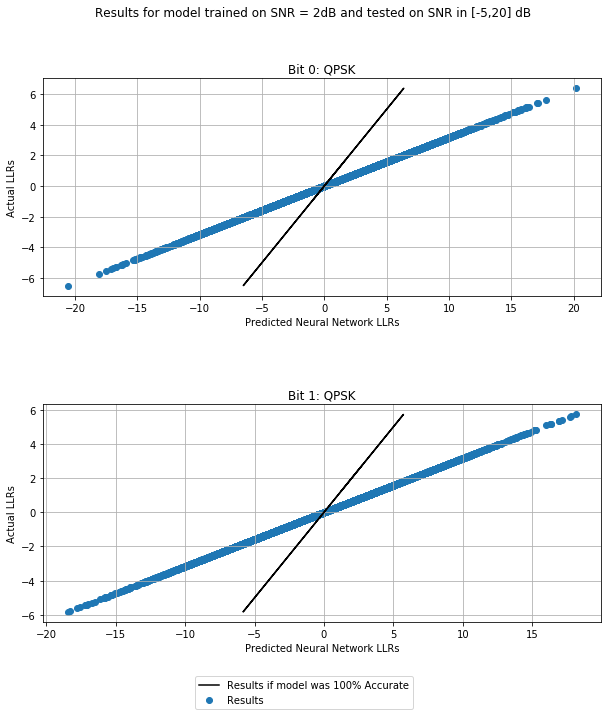 Results for model trained on SNR = 2dB and tested on SNR in [-5,20] dB
Bit 0: QPSK
6
4
2
0
−2
−4
−6
Actual LLRs
−20 −15 −10 −5 0 5 10 15 20
Predicted Neural Network LLRs
Bit 1: QPSK
6
4
2
0
−2
−4
−6
Actual LLRs
−20 −15 −10 −5 0 5 10 15
Predicted Neural Network LLRs
Results if model was 100% Accurate
Results